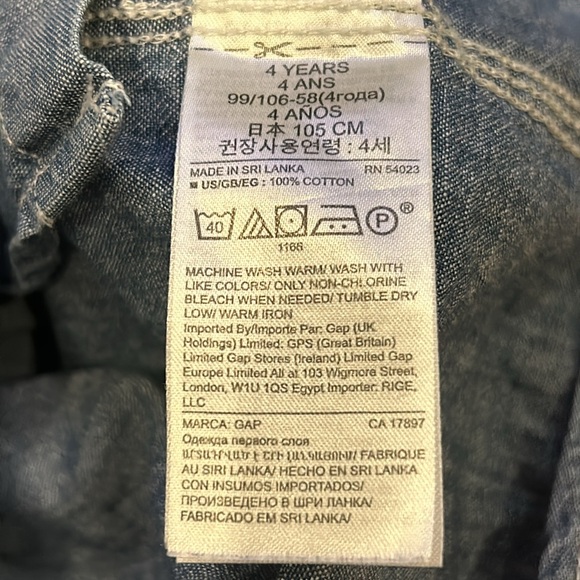 4 YEARS
4 ANS
99/106-58(4года)
4 AÑOS
日本 105 CM
권장사용연령 : 4세
MADE IN SRI LANKA RN 54023
US/GB/EG : 100% COTTON
40 P ®
1166
MACHINE WASH WARM/ WASH WITH
LIKE COLORS/ ONLY NON-CHLORINE
BLEACH WHEN NEEDED/ TUMBLE DRY
LOW/ WARM IRON
Imported By/Importe Par: Gap (UK
Holdings) Limited: GPS (Great Britain)
Limited Gap Stores (Ireland) Limited Gap
Europe Limited All at 103 Wigmore Street,
London, W1U 1QS Egypt Importer: RIGE,
LLC
MARCA: GAP CA 17897
Одежда первого слоя
ԱՐՏԱԴՐՎԱԾ Է ՇՐԻ ԼԱՆԿԱՅՈՒՄ/ FABRIQUE
AU SIRI LANKA/ HECHO EN SRI LANKA
CON INSUMOS IMPORTADOS/
ПРОИЗВЕДЕНО В ШРИ ЛАНКА/
FABRICADO EM SRI LANKA/